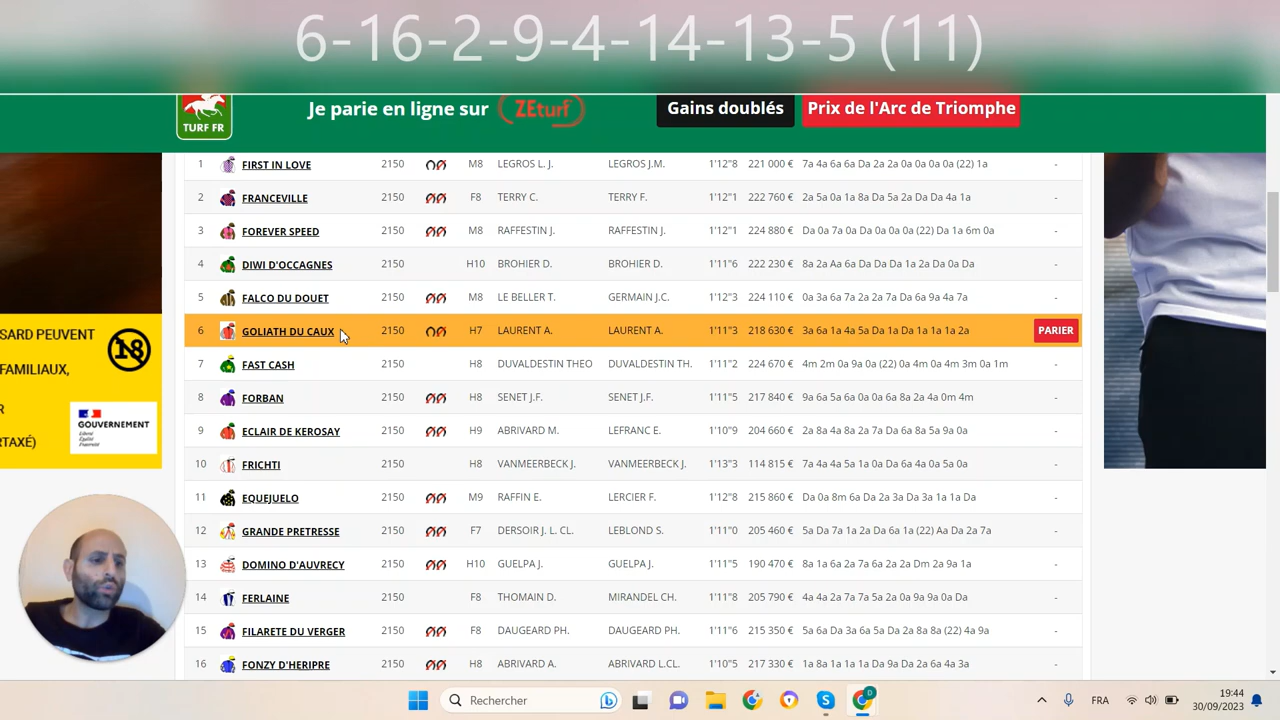 6-16-2-9-4-14-13-5 (11)
TURF FR
Je parie en ligne sur ZEturf
Gains doublés
Prix de l'Arc de Triomphe
1 FIRST IN LOVE 2150 M8 LEGROS L. J. LEGROS J.M. 1'12"8 221 000 € 7a 4a 6a 6a Da 2a 2a 0a 0a Da 0a (22) 1a -
2 FRANCEVILLE 2150 F8 TERRY C. TERRY F. 1'12"1 222 760 € 2a 5a 0a 1a 8a Da 5a 2a Da Da 4a 1a -
3 FOREVER SPEED 2150 M8 RAFFESTIN J. RAFFESTIN J. 1'12"1 224 880 € Da 0a 7a 0a Da 0a 0a 0a (22) Da 1a 6m 0a -
4 DIWI D'OCCAGNES 2150 H10 BROHIER D. BROHIER D. 1'11"6 222 230 € 8a 2a Aa Da Da Da Da 1a 2a Da 0a Da -
5 FALCO DU DOUET 2150 M8 LE BELLER T. GERMAIN J.C. 1'12"3 224 110 € 0a 3a 6a 8a 1a 2a 7a Da 6a 9a 4a 7a -
6 GOLIATH DU CAUX 2150 H7 LAURENT A. LAURENT A. 1'11"3 218 630 € 3a 6a 1a 4a 5a Da 1a Da 1a 1a 1a 2a PARIER
7 FAST CASH 2150 H8 DUVALDESTIN THEO DUVALDESTIN TH. 224 670 € 4m 2m 0m 5m (22) 0a 4m 0a 4m 3m 0a 1m -
8 FORBAN 2150 H8 SENET J.F. SENET J.F. 1'11"5 217 840 € 9a 6a 5a Da 0a 0a 6a 8a 2a 4a 0m 4m -
9 ECLAIR DE KEROSAY 2150 H9 ABRIVARD M. LEFRANC E. 1'10"9 204 690 € 2a 8a 4a 8a 2a 7a Da 6a 8a 5a 9a Da -
10 FRICHTI 2150 H8 VANMEERBECK J. VANMEERBECK J. 1'13"3 114 815 € 7a 4a 4a 5a 1a 0a Da 6a 4a 0a 5a 0a -
11 EQUEJUELO 2150 M9 RAFFIN E. LERCIER F. 1'12"8 215 860 € Da 0a 8m 6a Da 2a 3a Da 3a 1a 8a Da -
12 GRANDE PRETRESSE 2150 F7 DERSOIR J. L. CL. LEBLOND S. 1'11"0 205 460 € 5a Da 7a 1a 2a Da 6a 1a (22) Aa Da 2a 7a -
13 DOMINO D'AUVRECY 2150 H10 GUELPA J. GUELPA J. 1'11"5 190 470 € 8a 1a 6a 2a 7a 6a 2a 2a Dm 2a 9a 1a -
14 FERLAINE 2150 F8 THOMAIN D. MIRANDEL CH. 1'11"8 205 790 € 4a 4a 2a 7a 7a 5a 2a 0a 9a 9a 0a Da -
15 FILARETE DU VERGER 2150 F8 DAUGEARD PH. DAUGEARD PH. 1'11"6 215 350 € 5a 6a Da 3a 6a 5a Da 2a 8a 8a (22) 4a 9a -
16 FONZY D'HERIPRE 2150 H8 ABRIVARD A. ABRIVARD L.CL. 1'10"5 217 330 € 1a 8a 1a 1a 1a Da 9a Da 2a 6a 4a 3a -
SARD PEUVENT
FAMILIAUX,
R
ERTAXÉ)
18
GOUVERNEMENT
Liberté
Égalité
Fraternité
Rechercher
FRA
19:44
30/09/2023